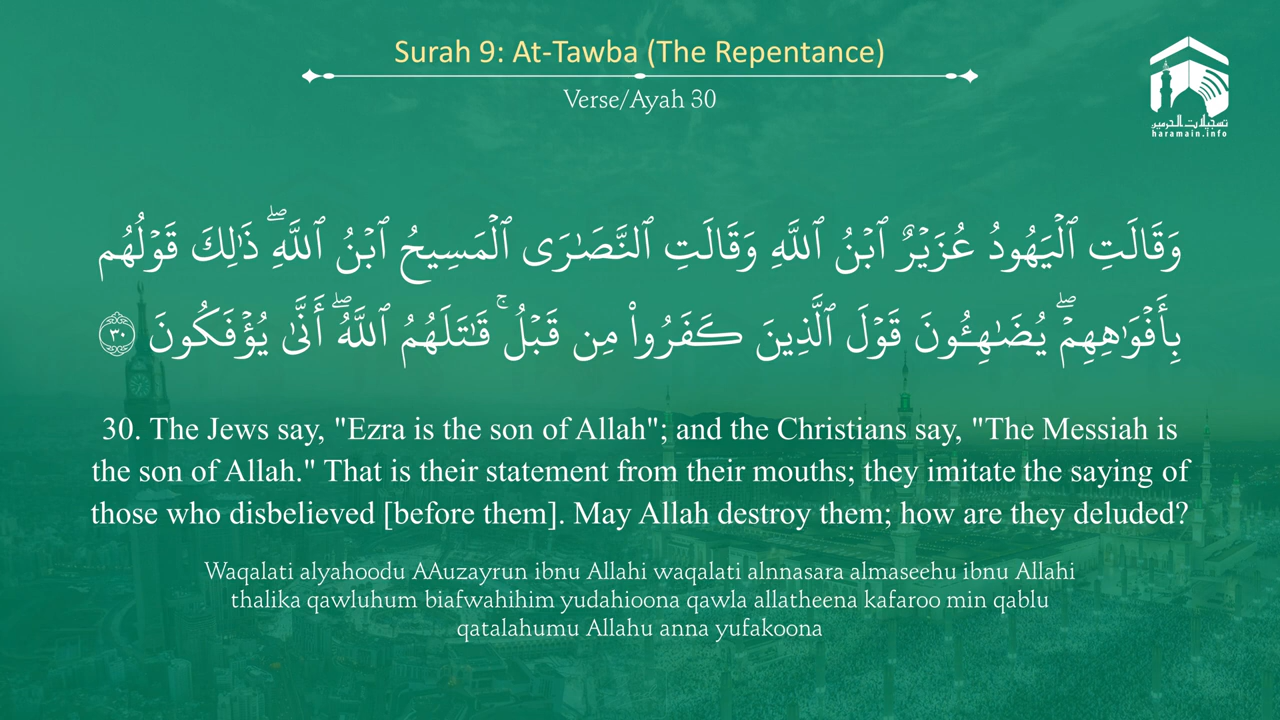 Surah 9: At-Tawba (The Repentance)
Verse/Ayah 30
تسجيلات الحرمين
haramain.info
وَقَالَتِ ٱلْيَهُودُ عُزَيْرٌ ٱبْنُ ٱللَّهِ وَقَالَتِ ٱلنَّصَـٰرَى ٱلْمَسِيحُ ٱبْنُ ٱللَّهِ ۖ ذَٰلِكَ قَوْلُهُم
بِأَفْوَٰهِهِمْ ۖ يُضَـٰهِـُٔونَ قَوْلَ ٱلَّذِينَ كَفَرُوا۟ مِن قَبْلُ ۚ قَـٰتَلَهُمُ ٱللَّهُ ۖ أَنَّىٰ يُؤْفَكُونَ ٣٠
30. The Jews say, "Ezra is the son of Allah"; and the Christians say, "The Messiah is
the son of Allah." That is their statement from their mouths; they imitate the saying of
those who disbelieved [before them]. May Allah destroy them; how are they deluded?
Waqalati alyahoodu AAuzayrun ibnu Allahi waqalati alnnasara almaseehu ibnu Allahi
thalika qawluhum biafwahihim yudahioona qawla allatheena kafaroo min qablu
qatalahumu Allahu anna yufakoona